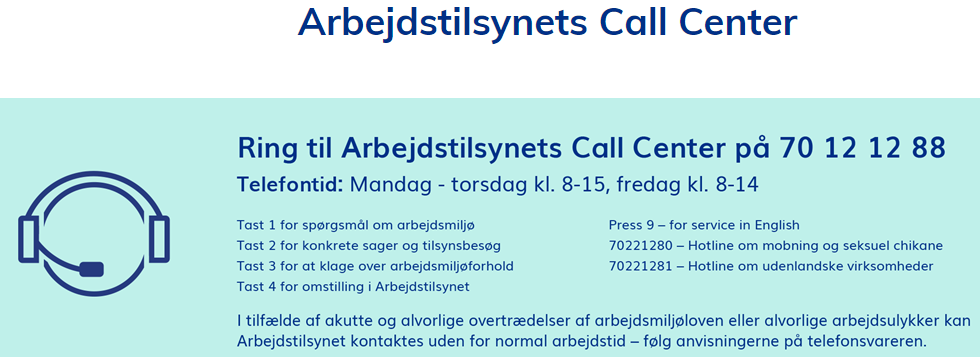 Arbejdstilsynets Call Center
Ring til Arbejdstilsynets Call Center på 70 12 12 88
Telefontid: Mandag - torsdag kl. 8-15, fredag kl. 8-14
Tast 1 for spørgsmål om arbejdsmiljø
Tast 2 for konkrete sager og tilsynsbesøg
Tast 3 for at klage over arbejdsmiljøforhold
Tast 4 for omstilling i Arbejdstilsynet
Press 9 – for service in English
70221280 – Hotline om mobning og seksuel chikane
70221281 – Hotline om udenlandske virksomheder
I tilfælde af akutte og alvorlige overtrædelser af arbejdsmiljøloven eller alvorlige arbejdsulykker kan
Arbejdstilsynet kontaktes uden for normal arbejdstid – følg anvisningerne på telefonsvareren.